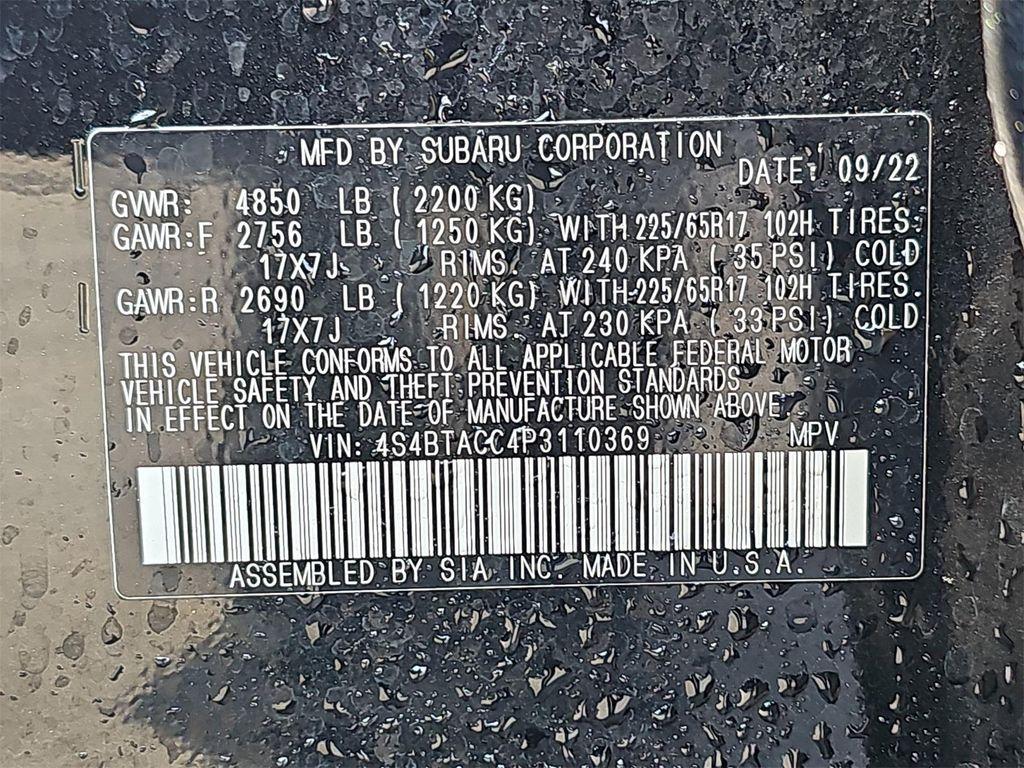 MFD BY SUBARU CORPORATION
DATE: 09/22
GVWR: 4850 LB ( 2200 KG)
GAWR:F 2756 LB ( 1250 KG) WITH 225/65R17 102H TIRES.
17X7J RIMS. AT 240 KPA ( 35 PSI) COLD
GAWR:R 2690 LB ( 1220 KG) WITH 225/65R17 102H TIRES.
17X7J RIMS. AT 230 KPA ( 33 PSI) COLD
THIS VEHICLE CONFORMS TO ALL APPLICABLE FEDERAL MOTOR
VEHICLE SAFETY AND THEFT PREVENTION STANDARDS
IN EFFECT ON THE DATE OF MANUFACTURE SHOWN ABOVE
VIN: 4S4BTACC4P3110369 MPV
ASSEMBLED BY SIA, INC. MADE IN U.S.A.